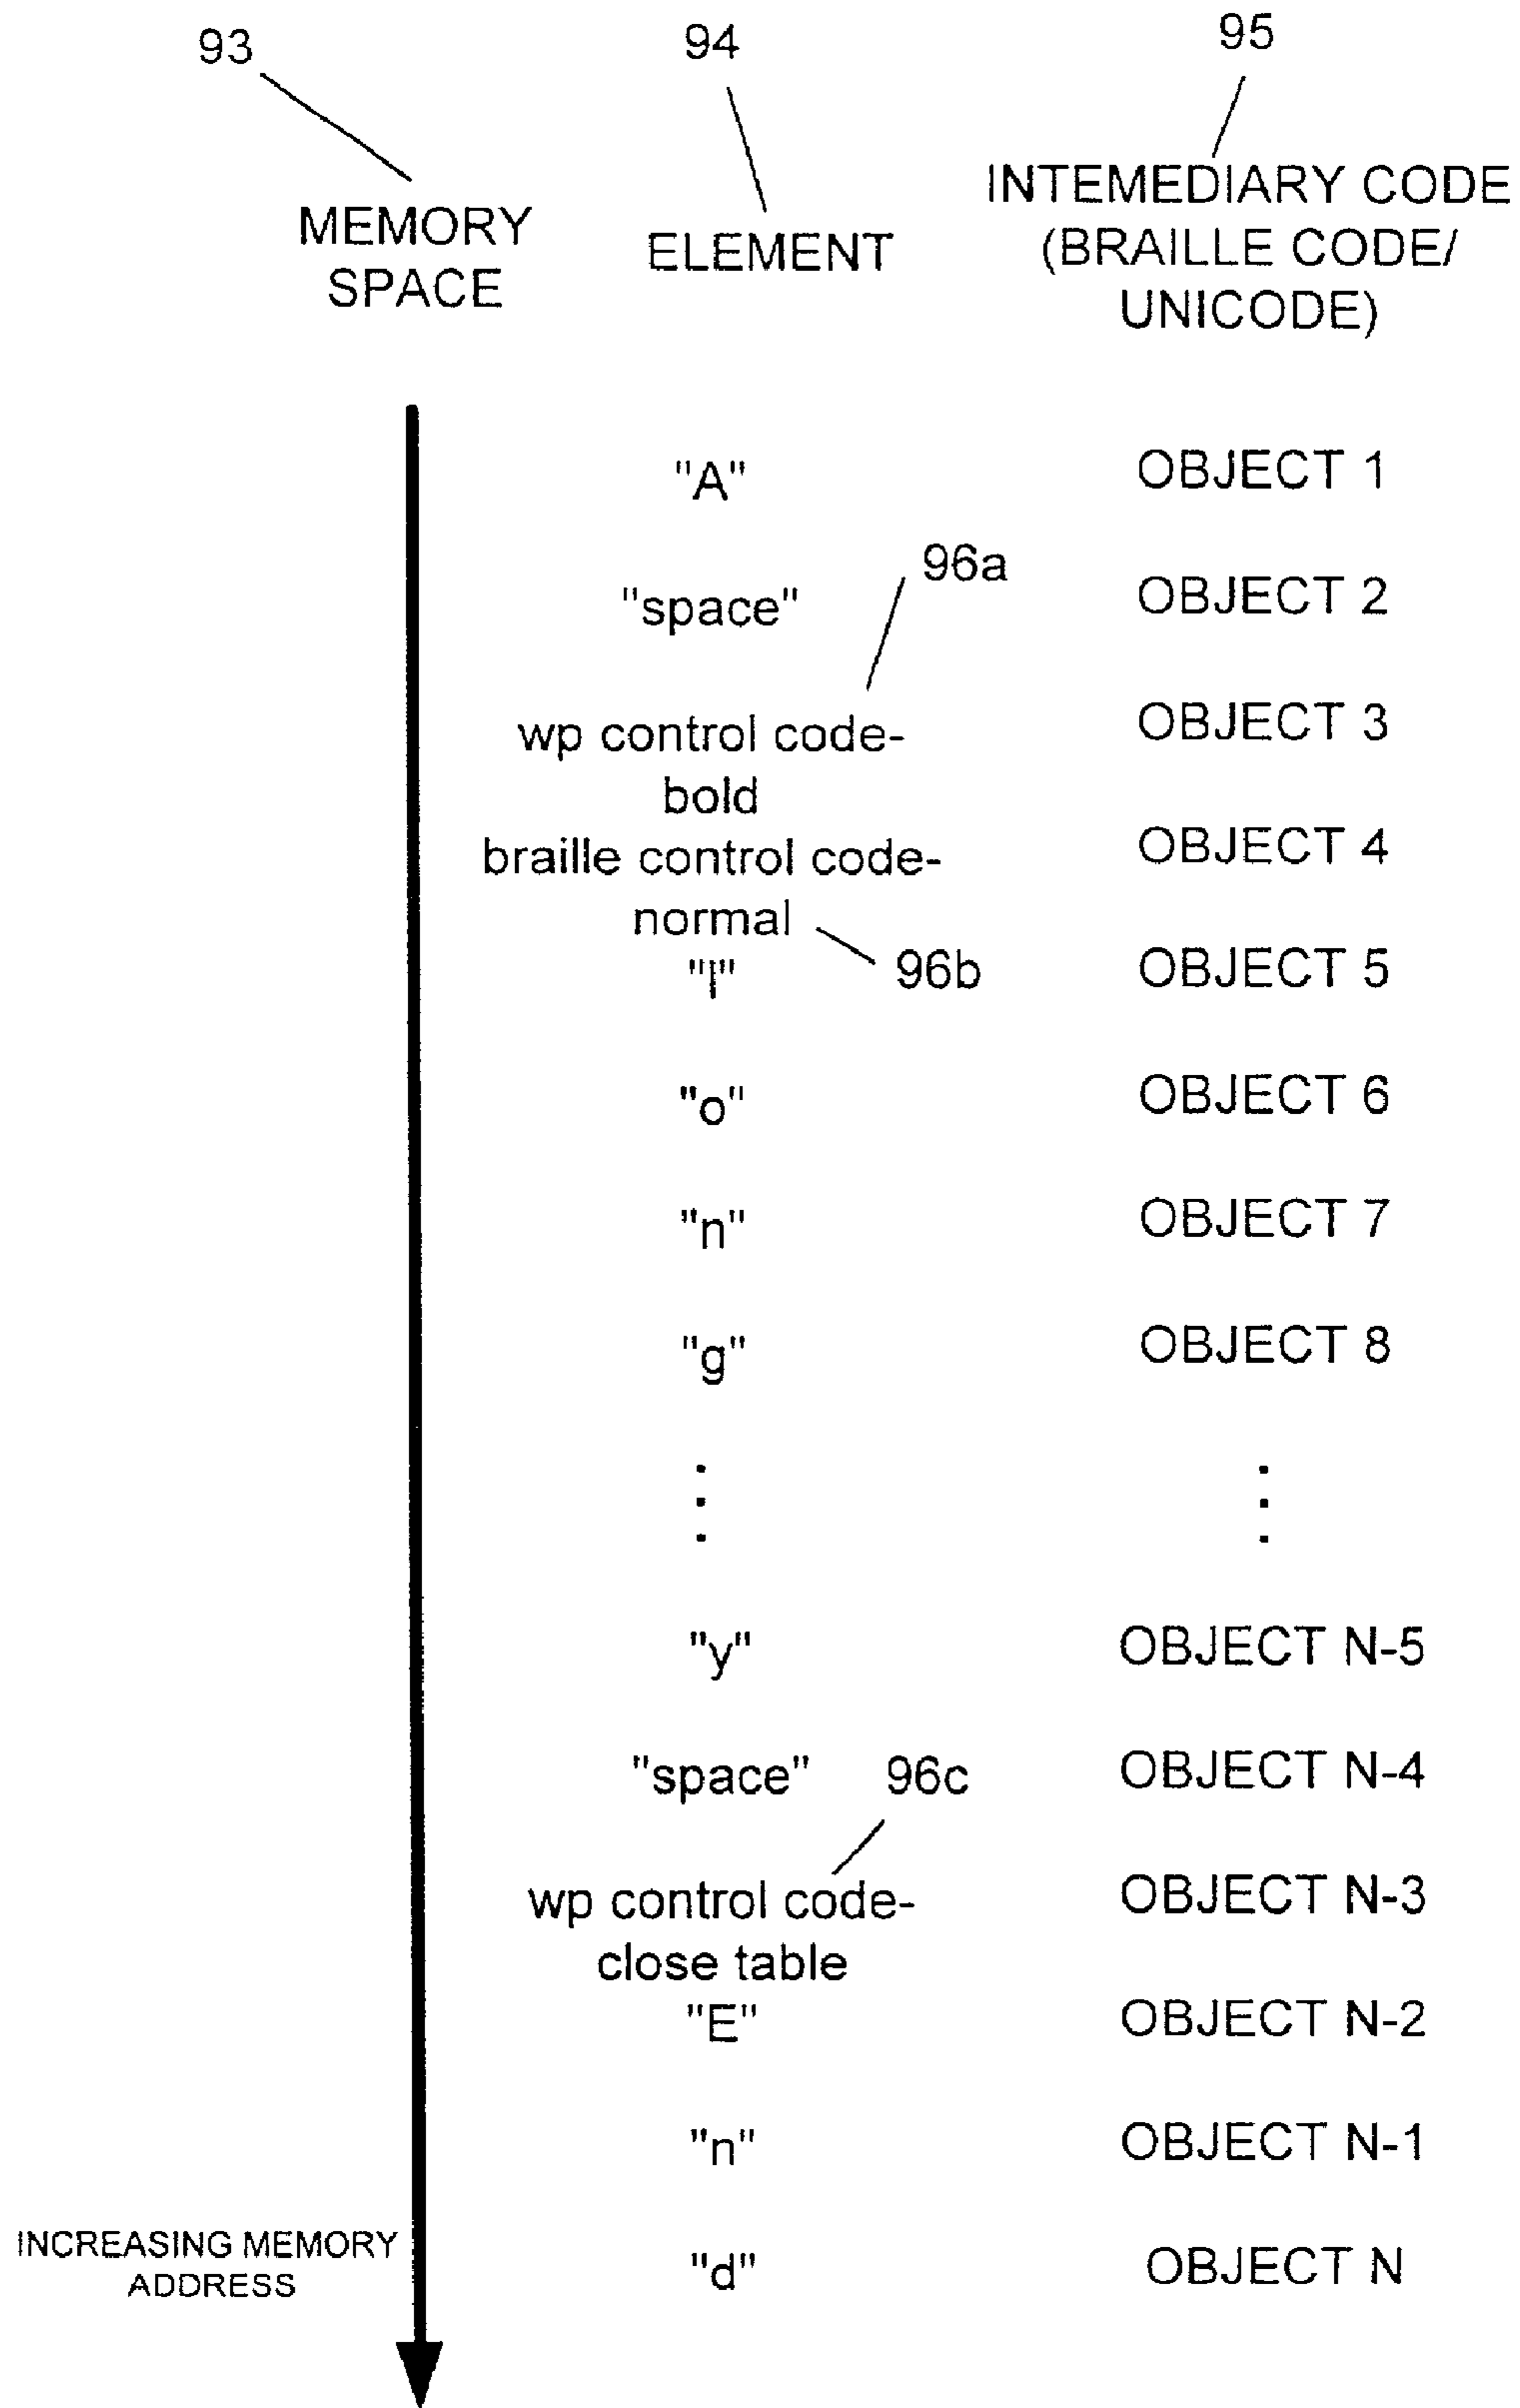 93
94
95
MEMORY
SPACE
ELEMENT
INTEMEDIARY CODE
(BRAILLE CODE/
UNICODE)
"A"
OBJECT 1
"space"
96a
OBJECT 2
wp control code-
bold
OBJECT 3
braille control code-
normal
OBJECT 4
"l"
96b
OBJECT 5
"o"
OBJECT 6
"n"
OBJECT 7
"g"
OBJECT 8
"y"
OBJECT N-5
"space"
96c
OBJECT N-4
wp control code-
close table
OBJECT N-3
"E"
OBJECT N-2
"n"
OBJECT N-1
INCREASING MEMORY
ADDRESS
"d"
OBJECT N